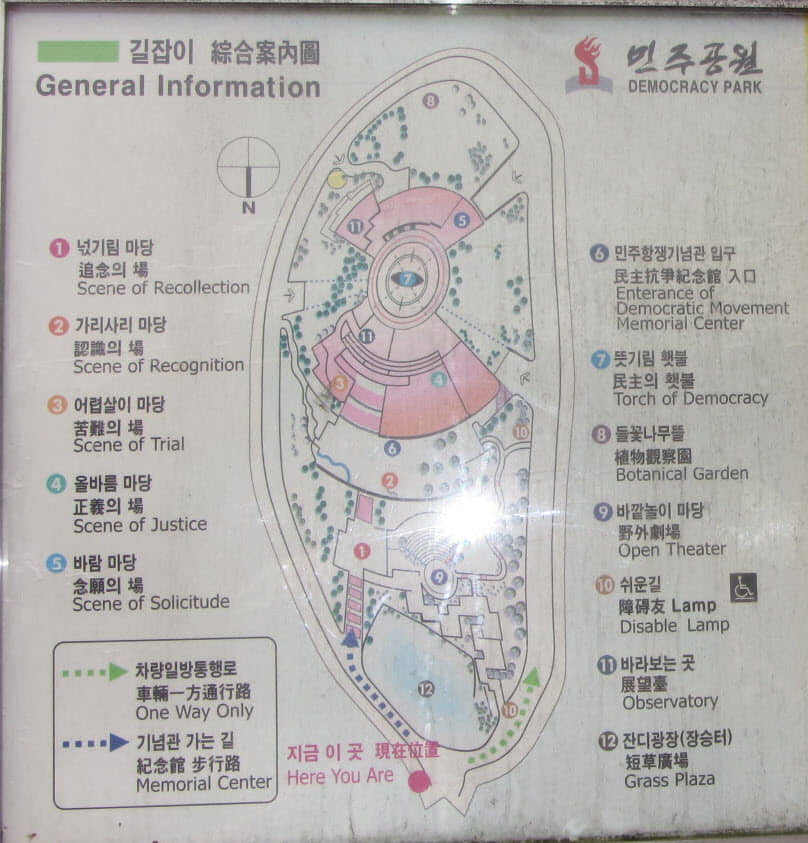 길잡이 綜合案內圖
General Information
민주공원
DEMOCRACY PARK
N
1 넋기림 마당
追念의 場
Scene of Recollection
2 가리사리 마당
認識의 場
Scene of Recognition
3 어렵살이 마당
苦難의 場
Scene of Trial
4 올바름 마당
正義의 場
Scene of Justice
5 바람 마당
念願의 場
Scene of Solicitude
6 민주항쟁기념관 입구
民主抗爭紀念館 入口
Enterance of
Democratic Movement
Memorial Center
7 뜻기림 횃불
民主의 횃불
Torch of Democracy
8 들꽃나무뜰
植物觀察園
Botanical Garden
9 바깥놀이 마당
野外劇場
Open Theater
10 쉬운길
障碍友 Lamp
Disable Lamp
11 바라보는 곳
展望臺
Observatory
12 잔디광장(장승터)
短草廣場
Grass Plaza
차량일방통행로
車輛一方通行路
One Way Only
기념관 가는 길
紀念館 步行路
Memorial Center
지금 이 곳 現在位置
Here You Are
8
11
5
7
11
3
4
6
10
2
1
9
12
10